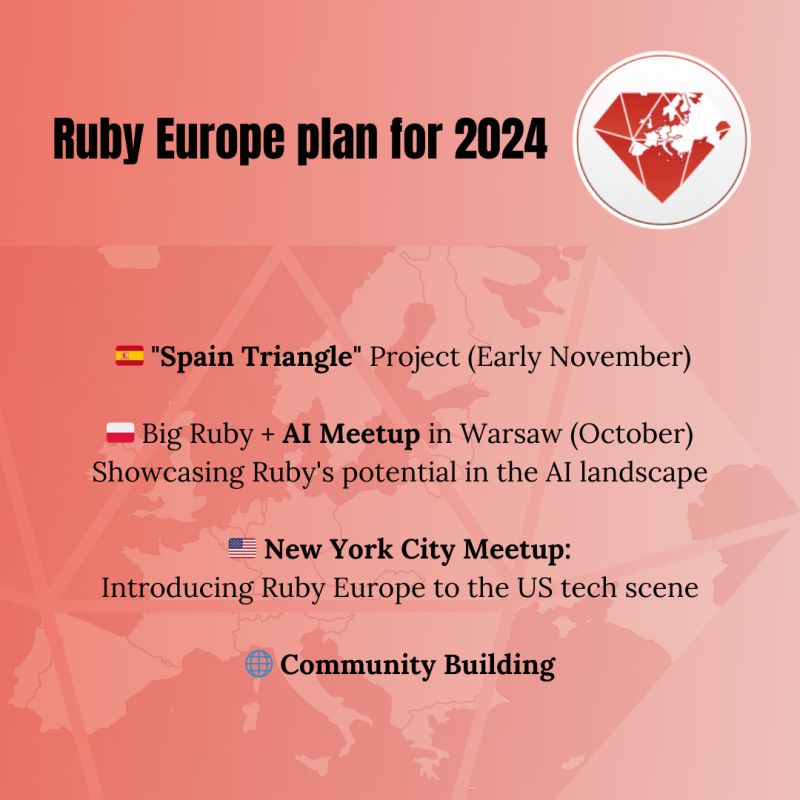 Ruby Europe plan for 2024
🇪🇸 "Spain Triangle" Project (Early November)
🇵🇱 Big Ruby + AI Meetup in Warsaw (October)
Showcasing Ruby's potential in the AI landscape
🇺🇸 New York City Meetup:
Introducing Ruby Europe to the US tech scene
🌐 Community Building